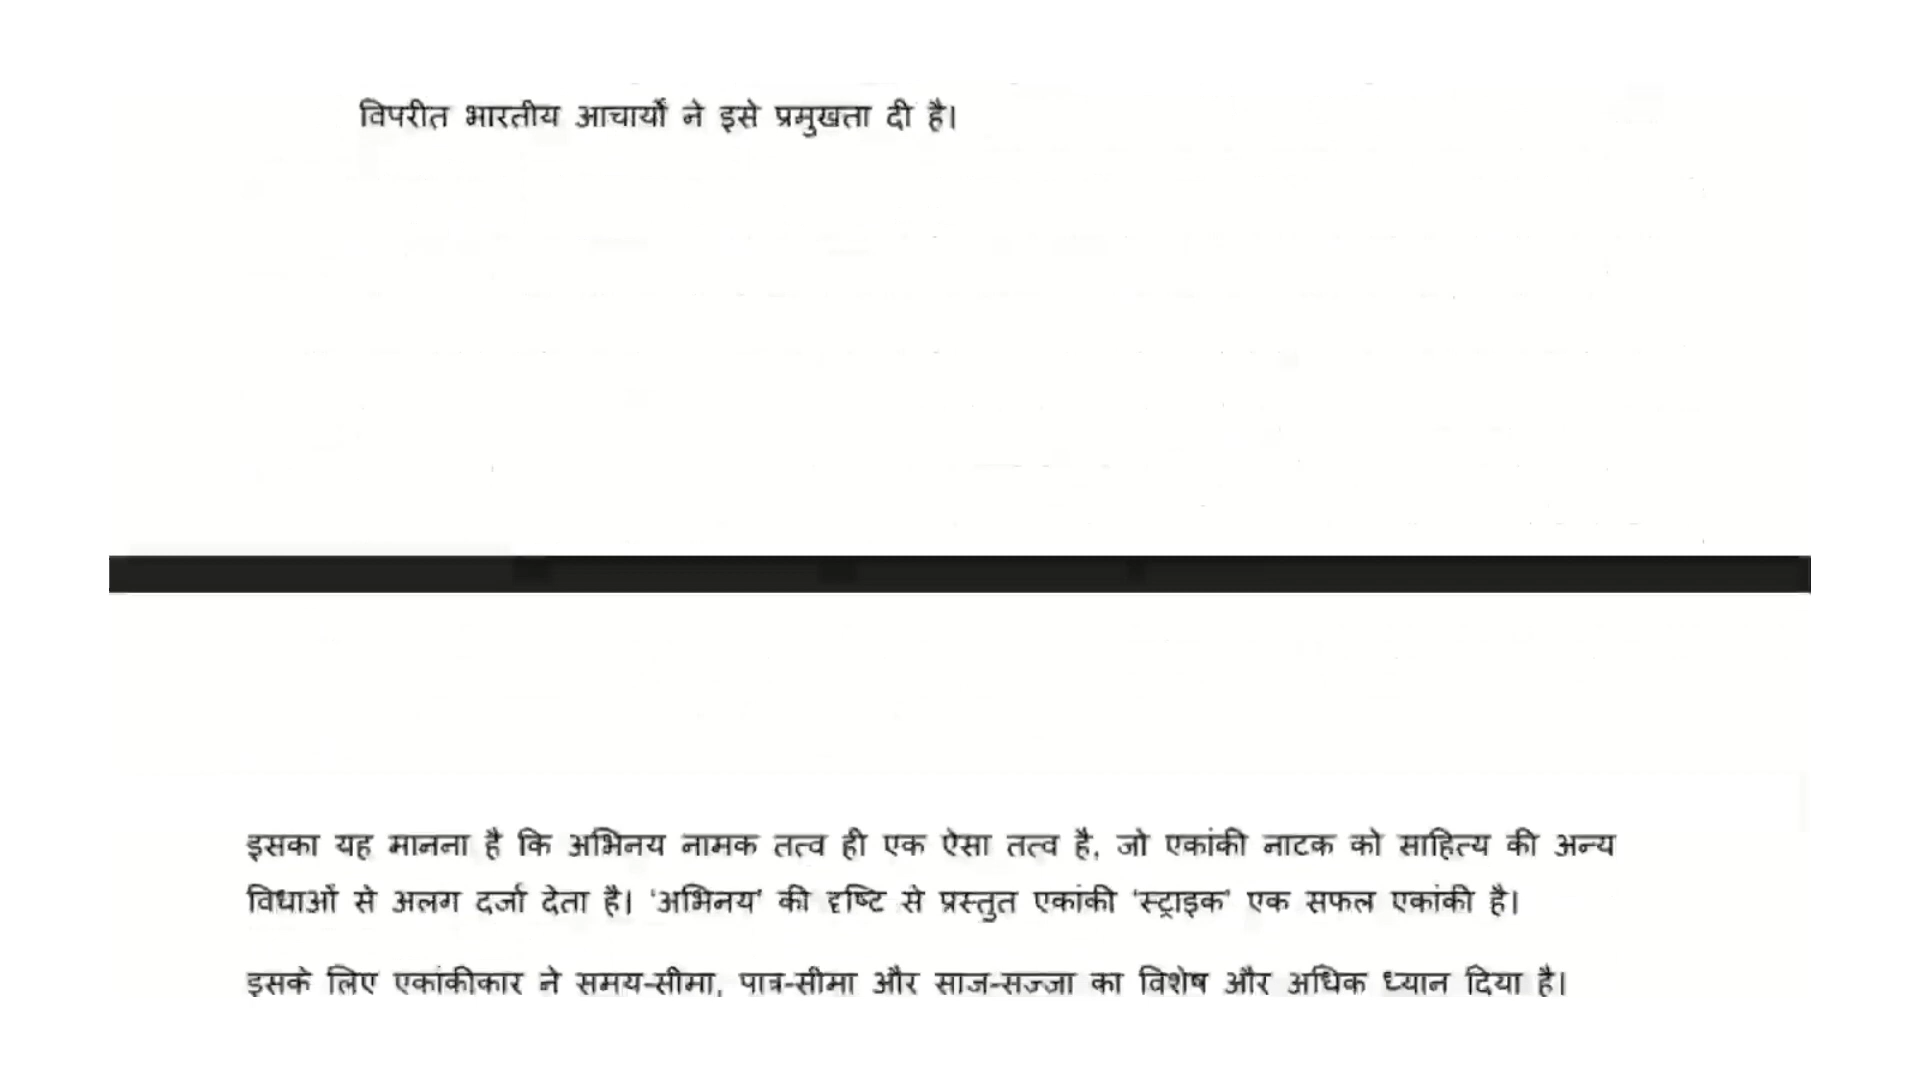 विपरीत भारतीय आचार्यों ने इसे प्रमुखता दी है।
इसका यह मानना है कि अभिनय नामक तत्व ही एक ऐसा तत्व है, जो एकांकी नाटक को साहित्य की अन्य
विधाओं से अलग दर्जा देता है। 'अभिनय' की दृष्टि से प्रस्तुत एकांकी 'स्ट्राइक' एक सफल एकांकी है।
इसके लिए एकांकीकार ने समय-सीमा, पात्र-सीमा और साज-सज्जा का विशेष और अधिक ध्यान दिया है।